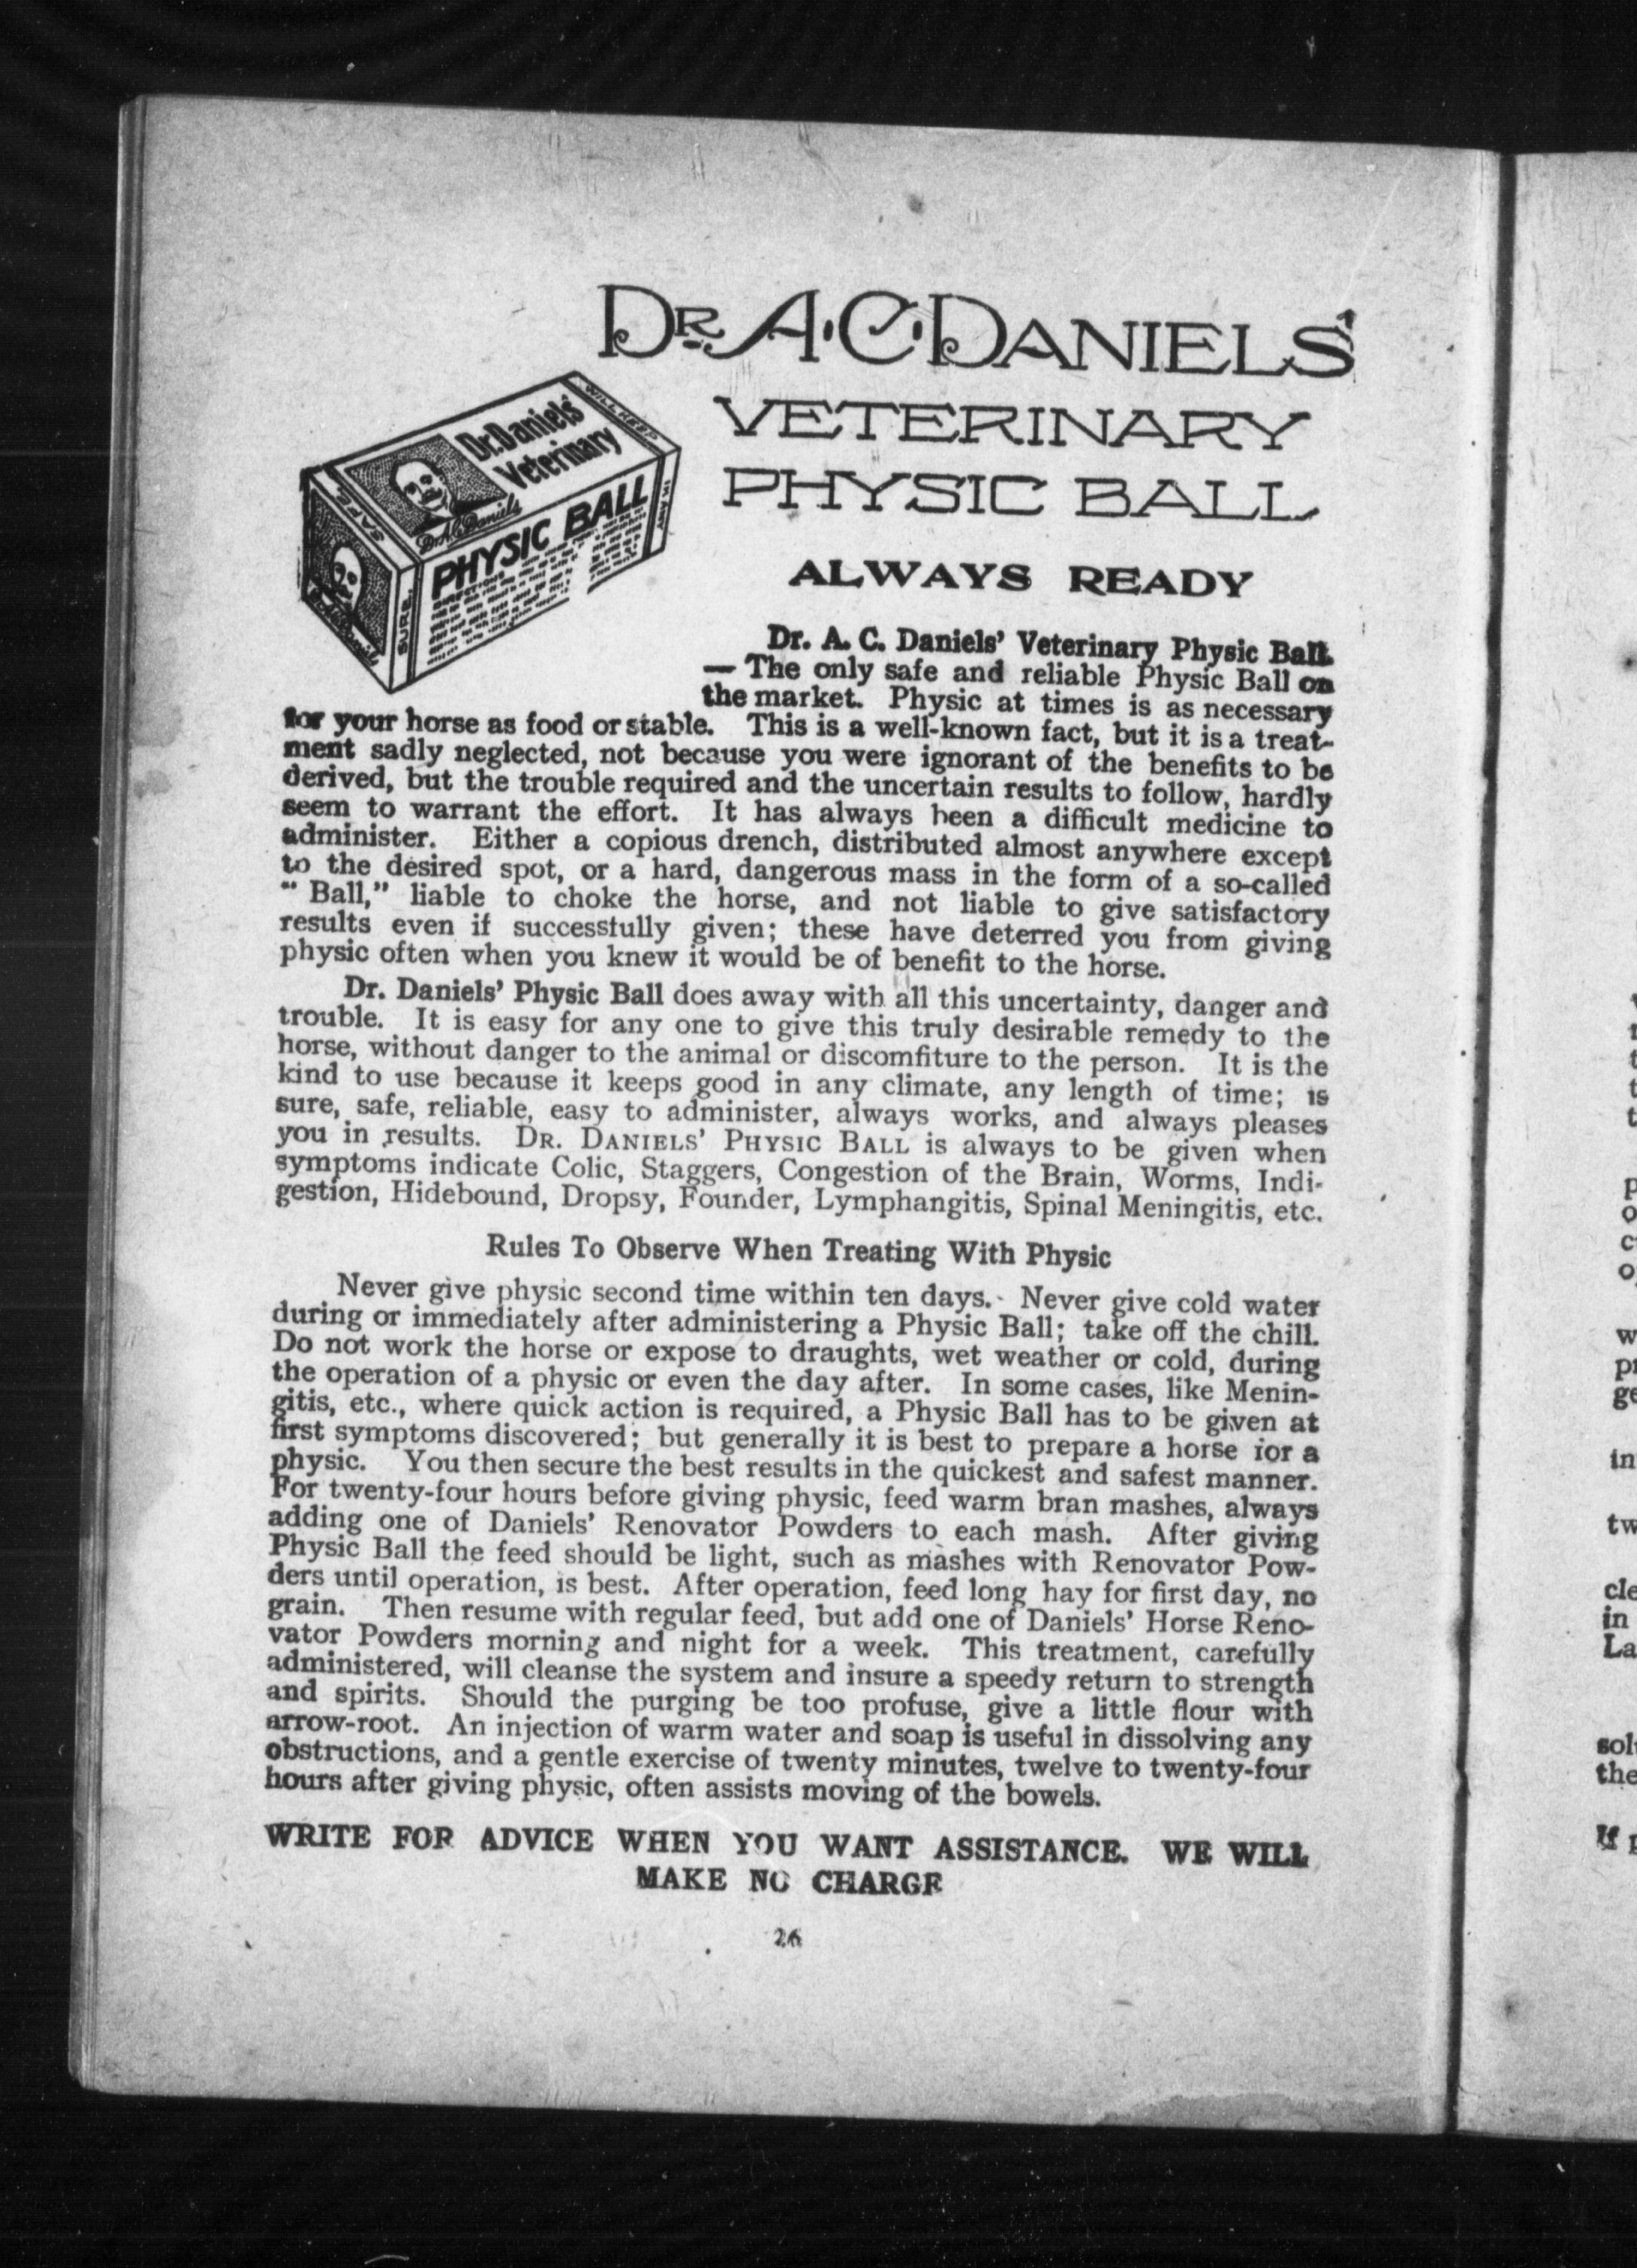 DR. A. C. DANIELS'
VETERINARY
PHYSIC BALL
ALWAYS READY
WILL KEEP
Dr. Daniels'
Veterinary
Dr. A. C. Daniels
PHYSIC BALL
SAFE
SURE
IN ANY
Dr. A. C. Daniels' Veterinary Physic Ball.
— The only safe and reliable Physic Ball on
the market. Physic at times is as necessary
for your horse as food or stable. This is a well-known fact, but it is a treat-
ment sadly neglected, not because you were ignorant of the benefits to be
derived, but the trouble required and the uncertain results to follow, hardly
seem to warrant the effort. It has always been a difficult medicine to
administer. Either a copious drench, distributed almost anywhere except
to the desired spot, or a hard, dangerous mass in the form of a so-called
" Ball," liable to choke the horse, and not liable to give satisfactory
results even if successfully given; these have deterred you from giving
physic often when you knew it would be of benefit to the horse.
Dr. Daniels' Physic Ball does away with all this uncertainty, danger and
trouble. It is easy for any one to give this truly desirable remedy to the
horse, without danger to the animal or discomfiture to the person. It is the
kind to use because it keeps good in any climate, any length of time; is
sure, safe, reliable, easy to administer, always works, and always pleases
you in results. DR. DANIELS' PHYSIC BALL is always to be given when
symptoms indicate Colic, Staggers, Congestion of the Brain, Worms, Indi-
gestion, Hidebound, Dropsy, Founder, Lymphangitis, Spinal Meningitis, etc.
Rules To Observe When Treating With Physic
Never give physic second time within ten days. Never give cold water
during or immediately after administering a Physic Ball; take off the chill.
Do not work the horse or expose to draughts, wet weather or cold, during
the operation of a physic or even the day after. In some cases, like Menin-
gitis, etc., where quick action is required, a Physic Ball has to be given at
first symptoms discovered; but generally it is best to prepare a horse for a
physic. You then secure the best results in the quickest and safest manner.
For twenty-four hours before giving physic, feed warm bran mashes, always
adding one of Daniels' Renovator Powders to each mash. After giving
Physic Ball the feed should be light, such as mashes with Renovator Pow-
ders until operation, is best. After operation, feed long hay for first day, no
grain. Then resume with regular feed, but add one of Daniels' Horse Reno-
vator Powders morning and night for a week. This treatment, carefully
administered, will cleanse the system and insure a speedy return to strength
and spirits. Should the purging be too profuse, give a little flour with
arrow-root. An injection of warm water and soap is useful in dissolving any
obstructions, and a gentle exercise of twenty minutes, twelve to twenty-four
hours after giving physic, often assists moving of the bowels.
WRITE FOR ADVICE WHEN YOU WANT ASSISTANCE. WE WILL
MAKE NO CHARGE
26